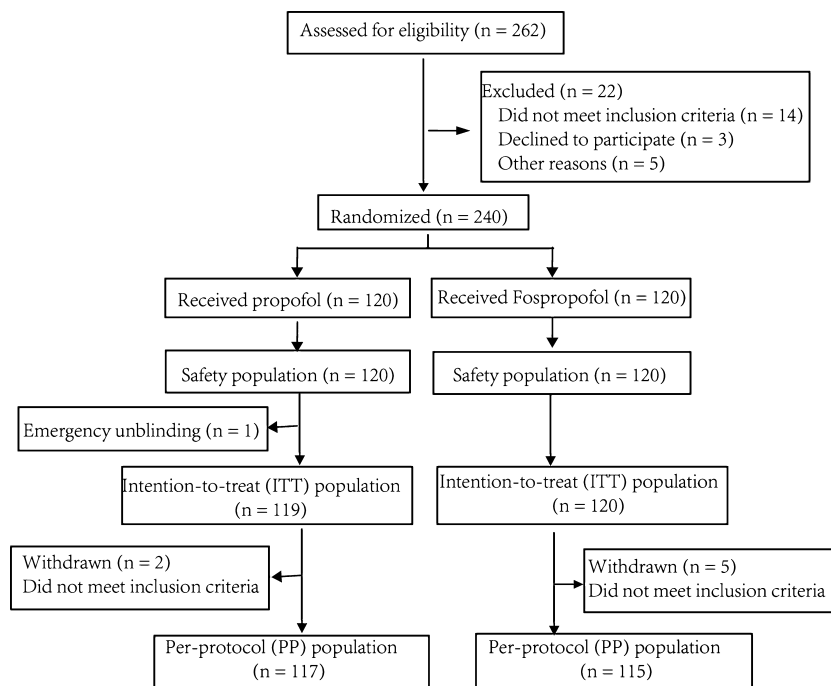 Assessed for eligibility (n = 262)
Excluded (n = 22)
Did not meet inclusion criteria (n = 14)
Declined to participate (n = 3)
Other reasons (n = 5)
Randomized (n = 240)
Received propofol (n = 120)
Received Fospropofol (n = 120)
Safety population (n = 120)
Safety population (n = 120)
Emergency unblinding (n = 1)
Intention-to-treat (ITT) population
(n = 119)
Intention-to-treat (ITT) population
(n = 120)
Withdrawn (n = 2)
Did not meet inclusion criteria
Withdrawn (n = 5)
Did not meet inclusion criteria
Per-protocol (PP) population
(n = 117)
Per-protocol (PP) population
(n = 115)